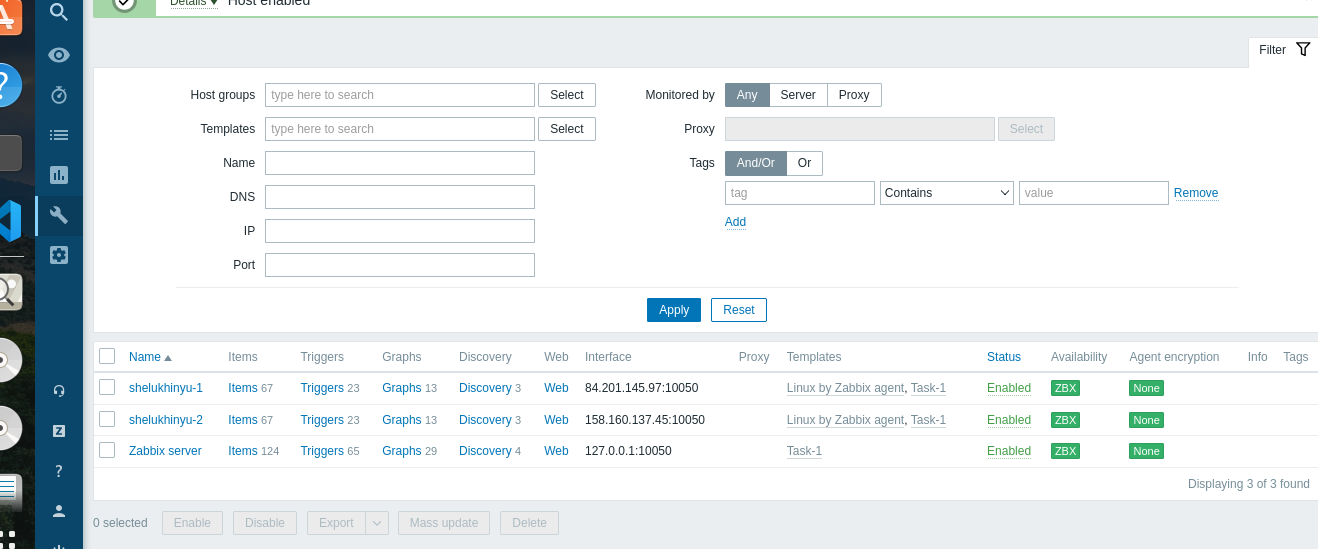 Details Host enabled
Filter
Host groups type here to search Select Monitored by Any Server Proxy
Templates type here to search Select Proxy Select
Name Tags And/Or Or
tag Contains value Remove
DNS
Add
IP
Port
Apply Reset
Name Items Triggers Graphs Discovery Web Interface Proxy Templates Status Availability Agent encryption Info Tags
shelukhinyu-1 Items 67 Triggers 23 Graphs 13 Discovery 3 Web 84.201.145.97:10050 Linux by Zabbix agent, Task-1 Enabled ZBX None
shelukhinyu-2 Items 67 Triggers 23 Graphs 13 Discovery 3 Web 158.160.137.45:10050 Linux by Zabbix agent, Task-1 Enabled ZBX None
Zabbix server Items 124 Triggers 65 Graphs 29 Discovery 4 Web 127.0.0.1:10050 Task-1 Enabled ZBX None
Displaying 3 of 3 found
0 selected Enable Disable Export Mass update Delete